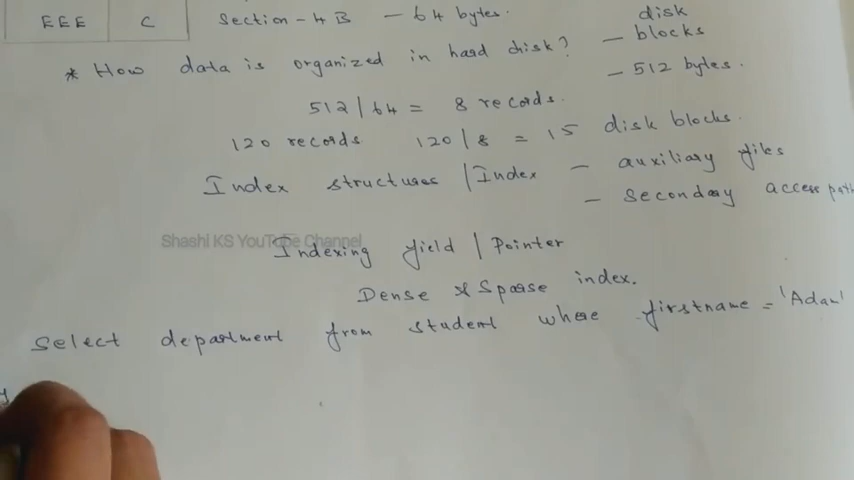 disk
EEE C Section - 4 B - 64 bytes.
* How data is organized in hard disk? - blocks
- 512 bytes.
512 / 64 = 8 records.
120 records 120 / 8 = 15 disk blocks.
Index structures / Index - auxiliary files
- secondary access path
Shashi KS YouTube Channel
Indexing field / Pointer
Dense & Sparse index.
Select department from student where firstname = 'Adam'
y